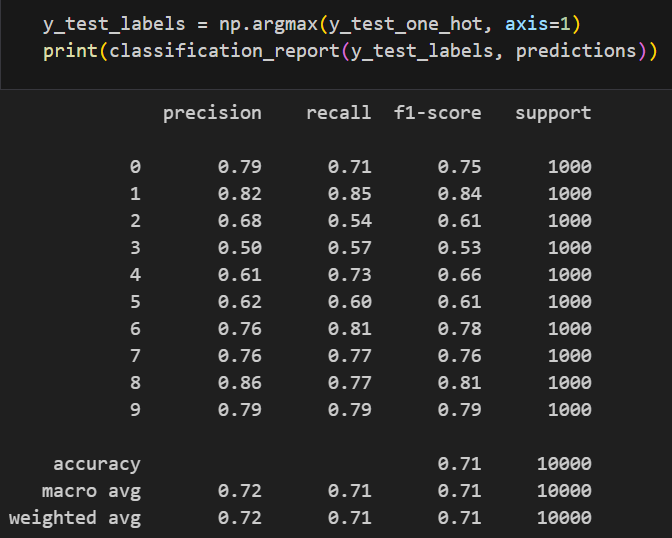 y_test_labels = np.argmax(y_test_one_hot, axis=1)
print(classification_report(y_test_labels, predictions))
precision recall f1-score support
0 0.79 0.71 0.75 1000
1 0.82 0.85 0.84 1000
2 0.68 0.54 0.61 1000
3 0.50 0.57 0.53 1000
4 0.61 0.73 0.66 1000
5 0.62 0.60 0.61 1000
6 0.76 0.81 0.78 1000
7 0.76 0.77 0.76 1000
8 0.86 0.77 0.81 1000
9 0.79 0.79 0.79 1000
accuracy 0.71 10000
macro avg 0.72 0.71 0.71 10000
weighted avg 0.72 0.71 0.71 10000